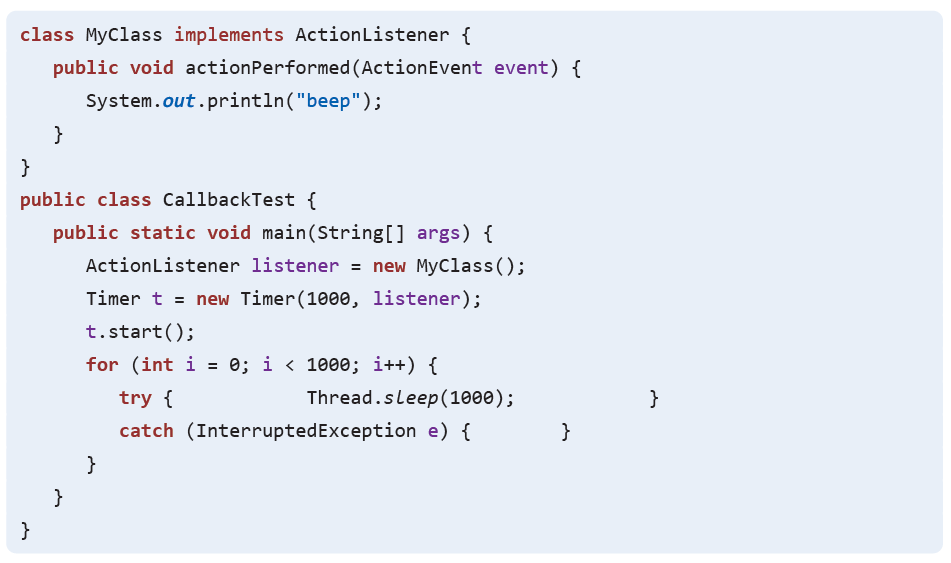 class MyClass implements ActionListener {
public void actionPerformed(ActionEvent event) {
System.out.println("beep");
}
}
public class CallbackTest {
public static void main(String[] args) {
ActionListener listener = new MyClass();
Timer t = new Timer(1000, listener);
t.start();
for (int i = 0; i < 1000; i++) {
try { Thread.sleep(1000); }
catch (InterruptedException e) { }
}
}
}